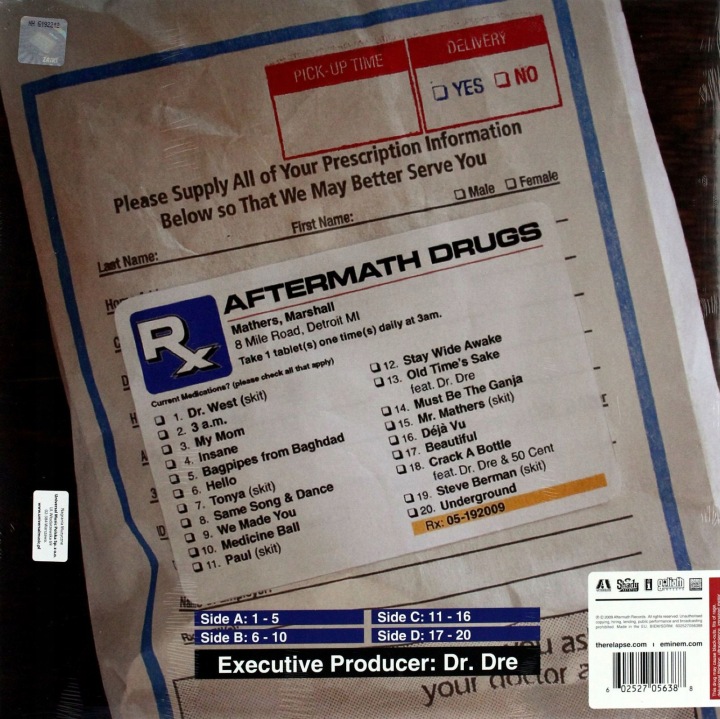 HH 6192245
PICK-UP TIME
DELIVERY
YES NO
Please Supply All of Your Prescription Information
Below so That We May Better Serve You
Male Female
Last Name: First Name:
AFTERMATH DRUGS
Rx
Mathers, Marshall
8 Mile Road, Detroit MI
Take 1 tablet(s) one time(s) daily at 3am.
Current Medications? (please check all that apply)
1. Dr. West (skit)
2. 3 a.m.
3. My Mom
4. Insane
5. Bagpipes from Baghdad
6. Hello
7. Tonya (skit)
8. Same Song & Dance
9. We Made You
10. Medicine Ball
11. Paul (skit)
12. Stay Wide Awake
13. Old Time's Sake
feat. Dr. Dre
14. Must Be The Ganja
15. Mr. Mathers (skit)
16. Déjà Vu
17. Beautiful
18. Crack A Bottle
feat. Dr. Dre & 50 Cent
19. Steve Berman (skit)
20. Underground
Rx: 05-192009
Side A: 1 - 5
Side B: 6 - 10
Side C: 11 - 16
Side D: 17 - 20
Executive Producer: Dr. Dre
you as
your doctor a
Shady
goliath
therelapse.com | eminem.com
6 02527 05638 8